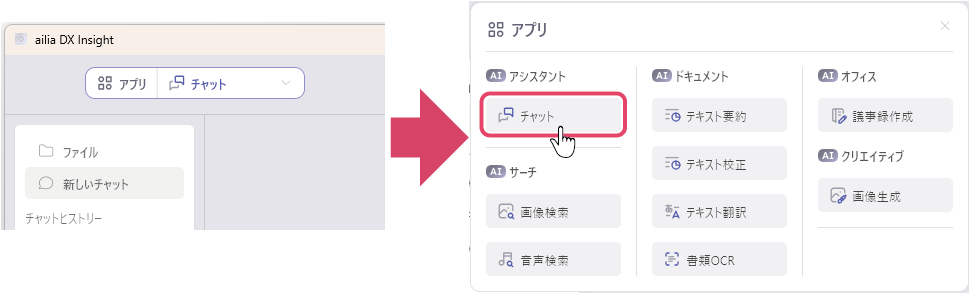 ailia DX Insight
アプリ
チャット
ファイル
新しいチャット
チャットヒストリー
アプリ
AI アシスタント
チャット
AI サーチ
画像検索
音声検索
AI ドキュメント
テキスト要約
テキスト校正
テキスト翻訳
書類OCR
AI オフィス
議事録作成
AI クリエイティブ
画像生成